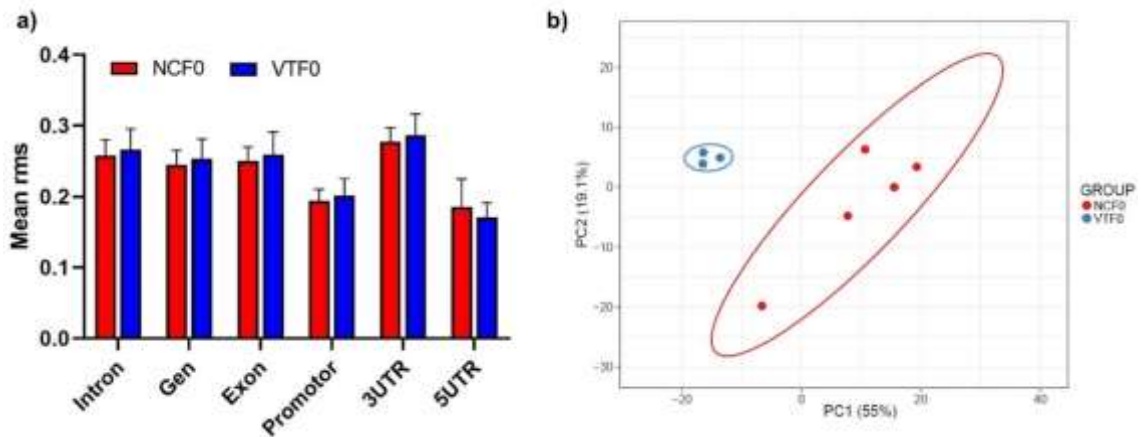 a)
NCF0 VTF0
Mean rms
0.4
0.3
0.2
0.1
0.0
Intron Gen Exon Promotor 3UTR 5UTR
b)
PC2 (19.1%)
20
10
0
−10
−20
−30
−20 0 20 40
PC1 (55%)
GROUP
NCF0
VTF0